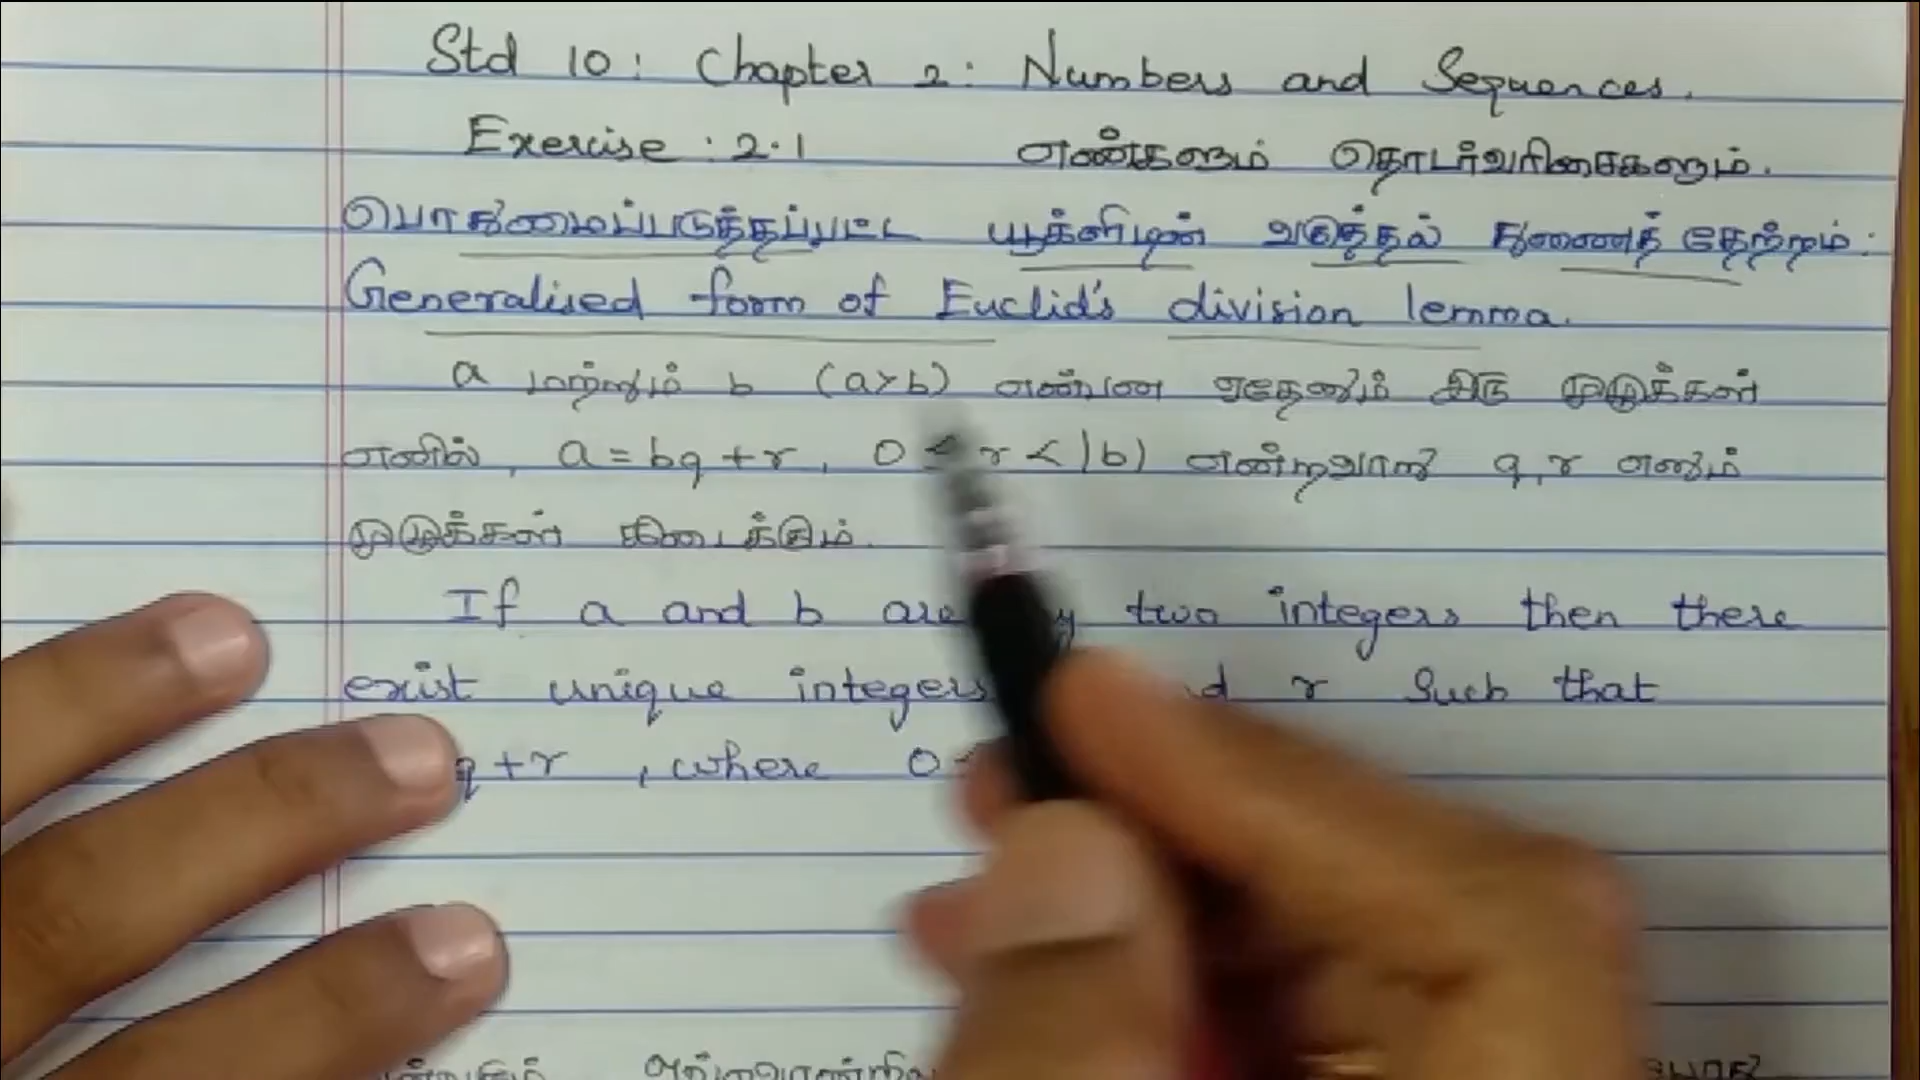 Std 10: Chapter 2: Numbers and Sequences.
Exercise: 2.1 எண்களும் தொடர்வரிசைகளும்.
பொதுமைப்படுத்தப்பட்ட யூக்ளிடின் வகுத்தல் துணைத் தேற்றம்:
Generalised form of Euclid's division lemma.
a மற்றும் b (a>b) என்பன ஏதேனும் இரு முழுக்கள்
எனில், a = bq + r, 0 < r < |b| என்றவாறு q, r எனும்
முழுக்கள் கிடைக்கும்.
If a and b are two integers then there
exist unique integers r such that
q + r, where 0